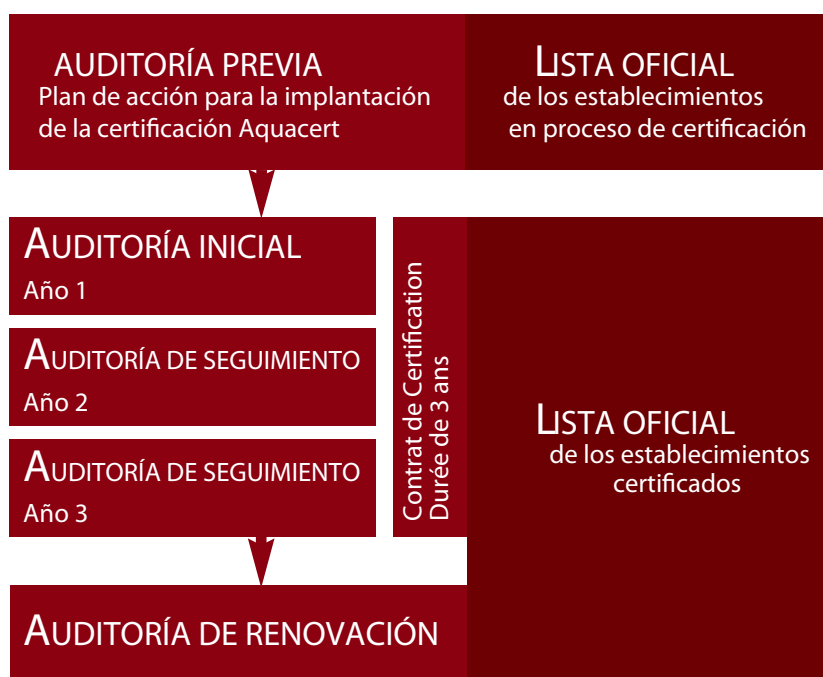 AUDITORÍA PREVIA
Plan de acción para la implantación
de la certificación Aquacert
LISTA OFICIAL
de los establecimientos
en proceso de certificación
AUDITORÍA INICIAL
Año 1
AUDITORÍA DE SEGUIMIENTO
Año 2
AUDITORÍA DE SEGUIMIENTO
Año 3
Contrat de Certification
Durée de 3 ans
LISTA OFICIAL
de los establecimientos
certificados
AUDITORÍA DE RENOVACIÓN